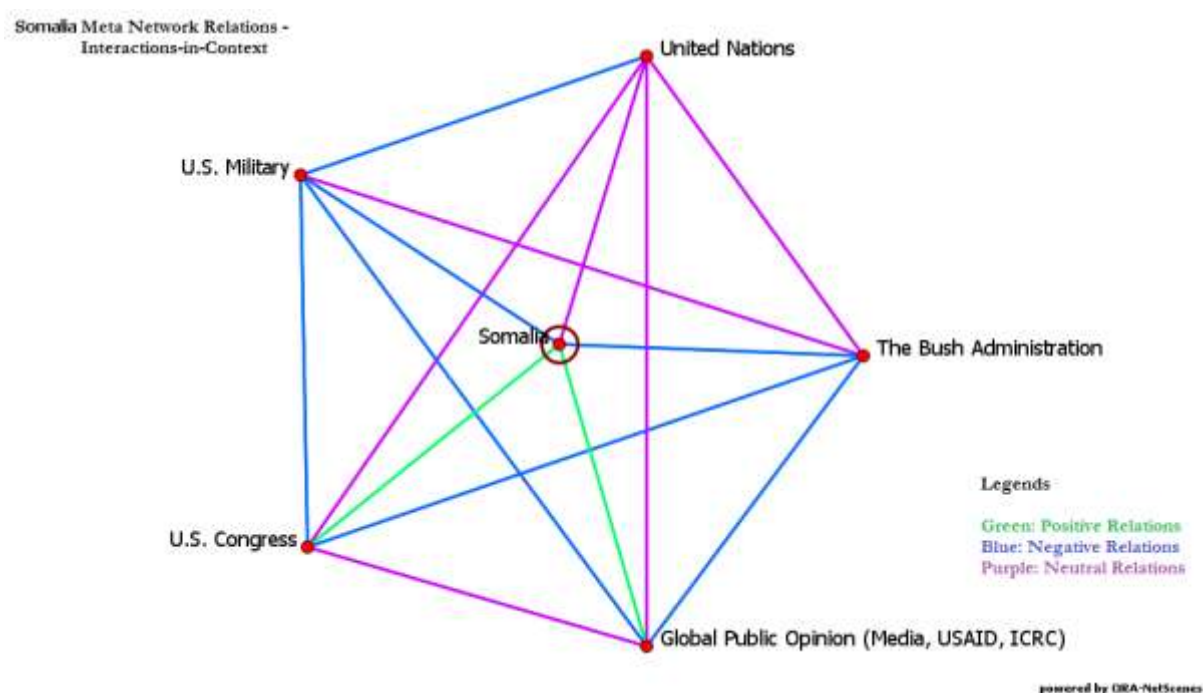 Somalia Meta Network Relations -
Interactions-in-Context
United Nations
U.S. Military
Somalia
The Bush Administration
U.S. Congress
Global Public Opinion (Media, USAID, ICRC)
Legends
Green: Positive Relations
Blue: Negative Relations
Purple: Neutral Relations
powered by ORA-NetScenes